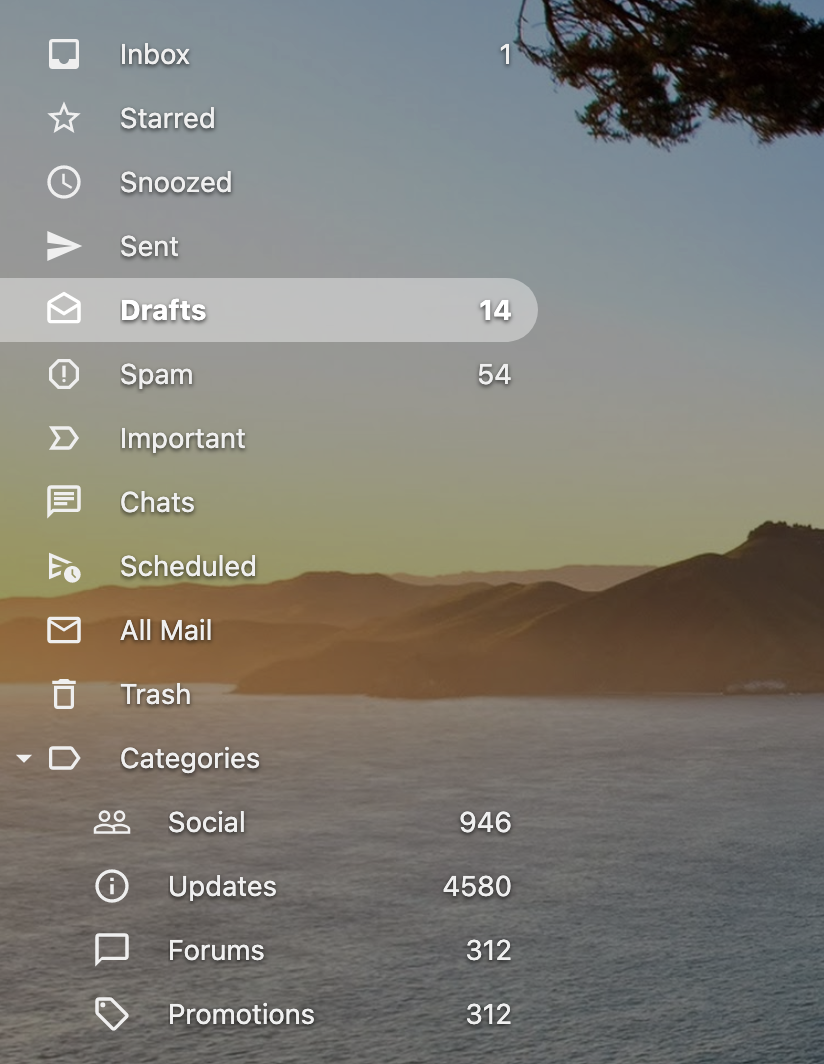 Inbox 1
Starred
Snoozed
Sent
Drafts 14
Spam 54
Important
Chats
Scheduled
All Mail
Trash
Categories
Social 946
Updates 4580
Forums 312
Promotions 312